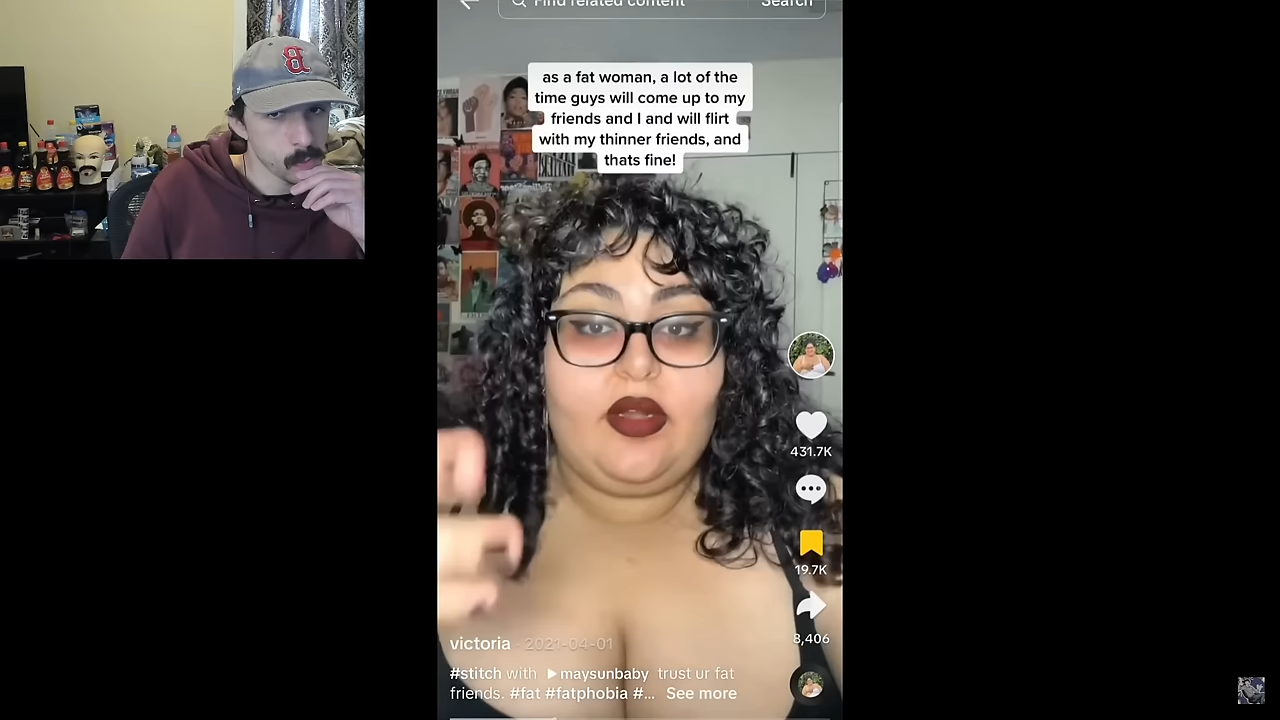 Find related content Search
as a fat woman, a lot of the
time guys will come up to my
friends and I and will flirt
with my thinner friends, and
thats fine!
B
431.7K
19.7K
8,406
victoria · 2021-04-01
#stitch with ▶maysunbaby trust ur fat
friends. #fat #fatphobia #... See more